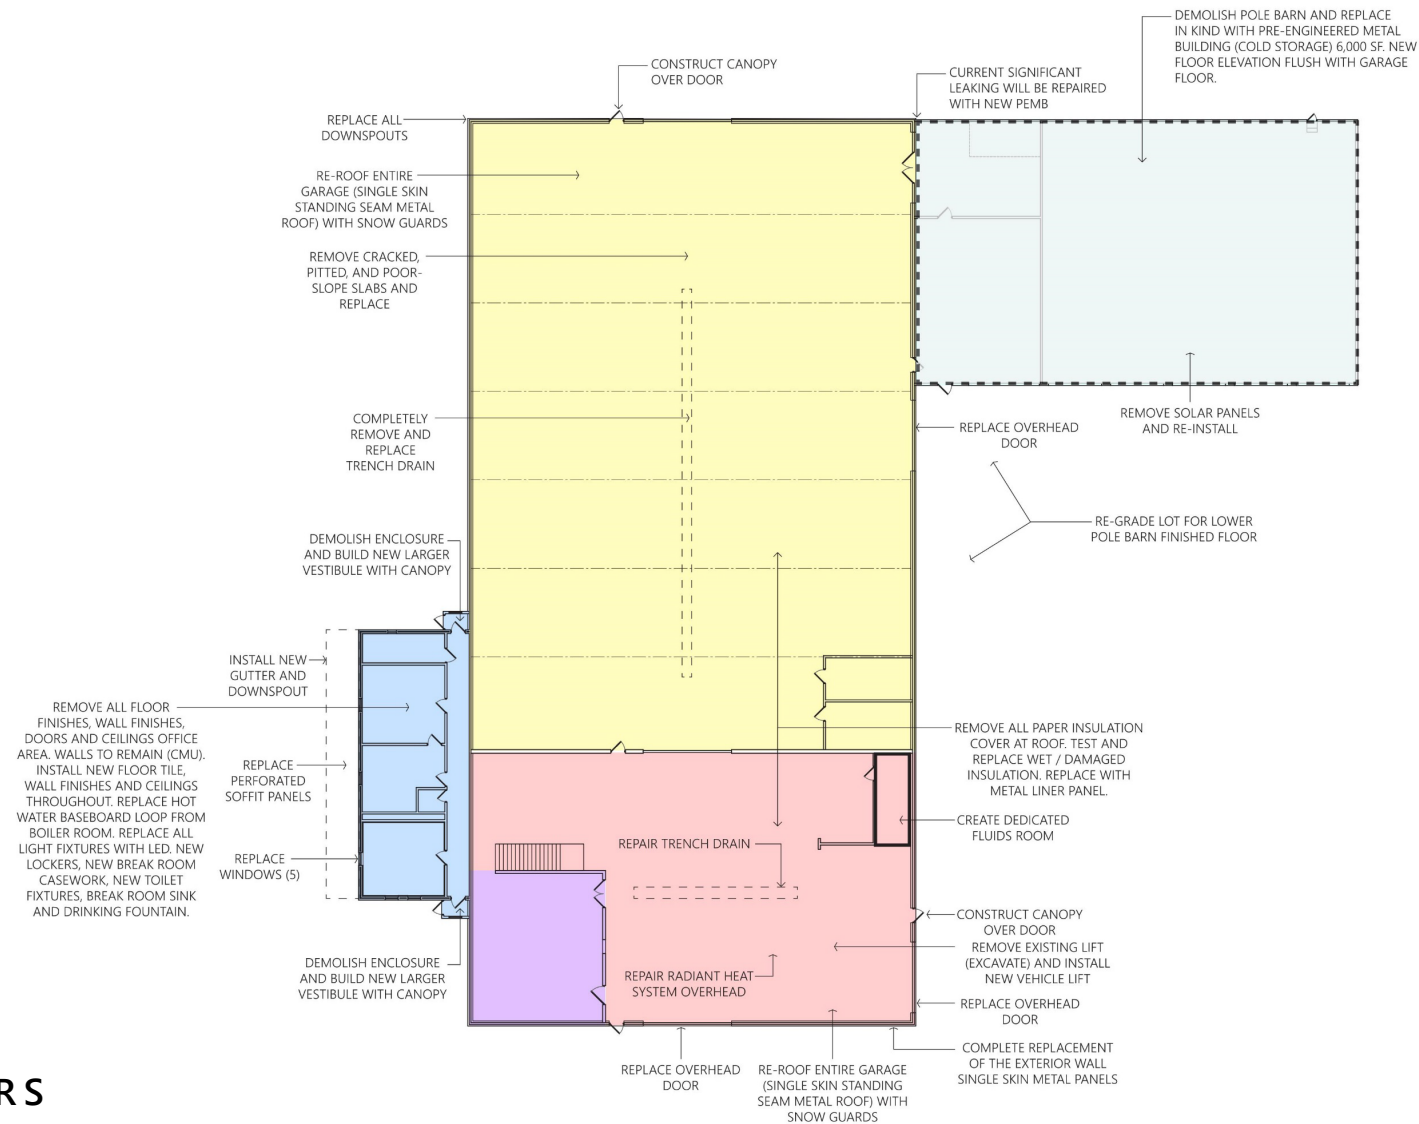 DEMOLISH POLE BARN AND REPLACE
IN KIND WITH PRE-ENGINEERED METAL
BUILDING (COLD STORAGE) 6,000 SF. NEW
FLOOR ELEVATION FLUSH WITH GARAGE
FLOOR.
CONSTRUCT CANOPY
OVER DOOR
CURRENT SIGNIFICANT
LEAKING WILL BE REPAIRED
WITH NEW PEMB
REPLACE ALL
DOWNSPOUTS
RE-ROOF ENTIRE
GARAGE (SINGLE SKIN
STANDING SEAM METAL
ROOF) WITH SNOW GUARDS
REMOVE CRACKED,
PITTED, AND POOR-
SLOPE SLABS AND
REPLACE
COMPLETELY
REMOVE AND
REPLACE
TRENCH DRAIN
REMOVE SOLAR PANELS
AND RE-INSTALL
REPLACE OVERHEAD
DOOR
RE-GRADE LOT FOR LOWER
POLE BARN FINISHED FLOOR
DEMOLISH ENCLOSURE
AND BUILD NEW LARGER
VESTIBULE WITH CANOPY
INSTALL NEW
GUTTER AND
DOWNSPOUT
REMOVE ALL FLOOR
FINISHES, WALL FINISHES,
DOORS AND CEILINGS OFFICE
AREA. WALLS TO REMAIN (CMU).
INSTALL NEW FLOOR TILE,
WALL FINISHES AND CEILINGS
THROUGHOUT. REPLACE HOT
WATER BASEBOARD LOOP FROM
BOILER ROOM. REPLACE ALL
LIGHT FIXTURES WITH LED. NEW
LOCKERS, NEW BREAK ROOM
CASEWORK, NEW TOILET
FIXTURES, BREAK ROOM SINK
AND DRINKING FOUNTAIN.
REPLACE
PERFORATED
SOFFIT PANELS
REPLACE
WINDOWS (5)
REMOVE ALL PAPER INSULATION
COVER AT ROOF. TEST AND
REPLACE WET / DAMAGED
INSULATION. REPLACE WITH
METAL LINER PANEL.
CREATE DEDICATED
FLUIDS ROOM
REPAIR TRENCH DRAIN
CONSTRUCT CANOPY
OVER DOOR
REMOVE EXISTING LIFT
(EXCAVATE) AND INSTALL
NEW VEHICLE LIFT
DEMOLISH ENCLOSURE
AND BUILD NEW LARGER
VESTIBULE WITH CANOPY
REPAIR RADIANT HEAT
SYSTEM OVERHEAD
REPLACE OVERHEAD
DOOR
COMPLETE REPLACEMENT
OF THE EXTERIOR WALL
SINGLE SKIN METAL PANELS
REPLACE OVERHEAD
DOOR
RE-ROOF ENTIRE GARAGE
(SINGLE SKIN STANDING
SEAM METAL ROOF) WITH
SNOW GUARDS
RS